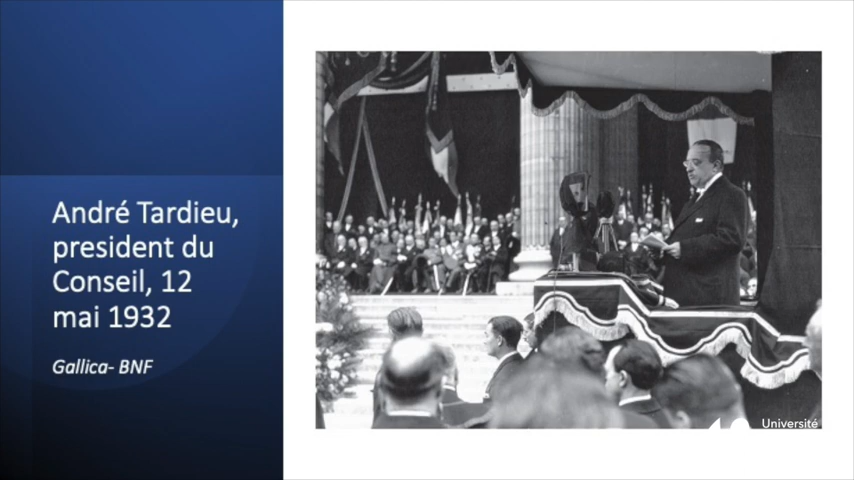 André Tardieu,
president du
Conseil, 12
mai 1932
Gallica- BNF
Université